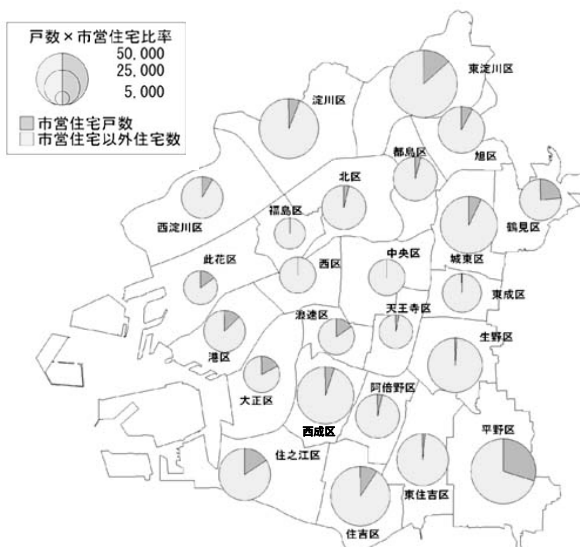 戸数×市営住宅比率
50,000
25,000
5,000
市営住宅戸数
市営住宅以外住宅数
東淀川区
淀川区
旭区
都島区
北区
西淀川区
福島区
鶴見区
城東区
此花区
西区
中央区
東成区
天王寺区
浪速区
港区
生野区
大正区
阿倍野区
西成区
平野区
住之江区
東住吉区
住吉区